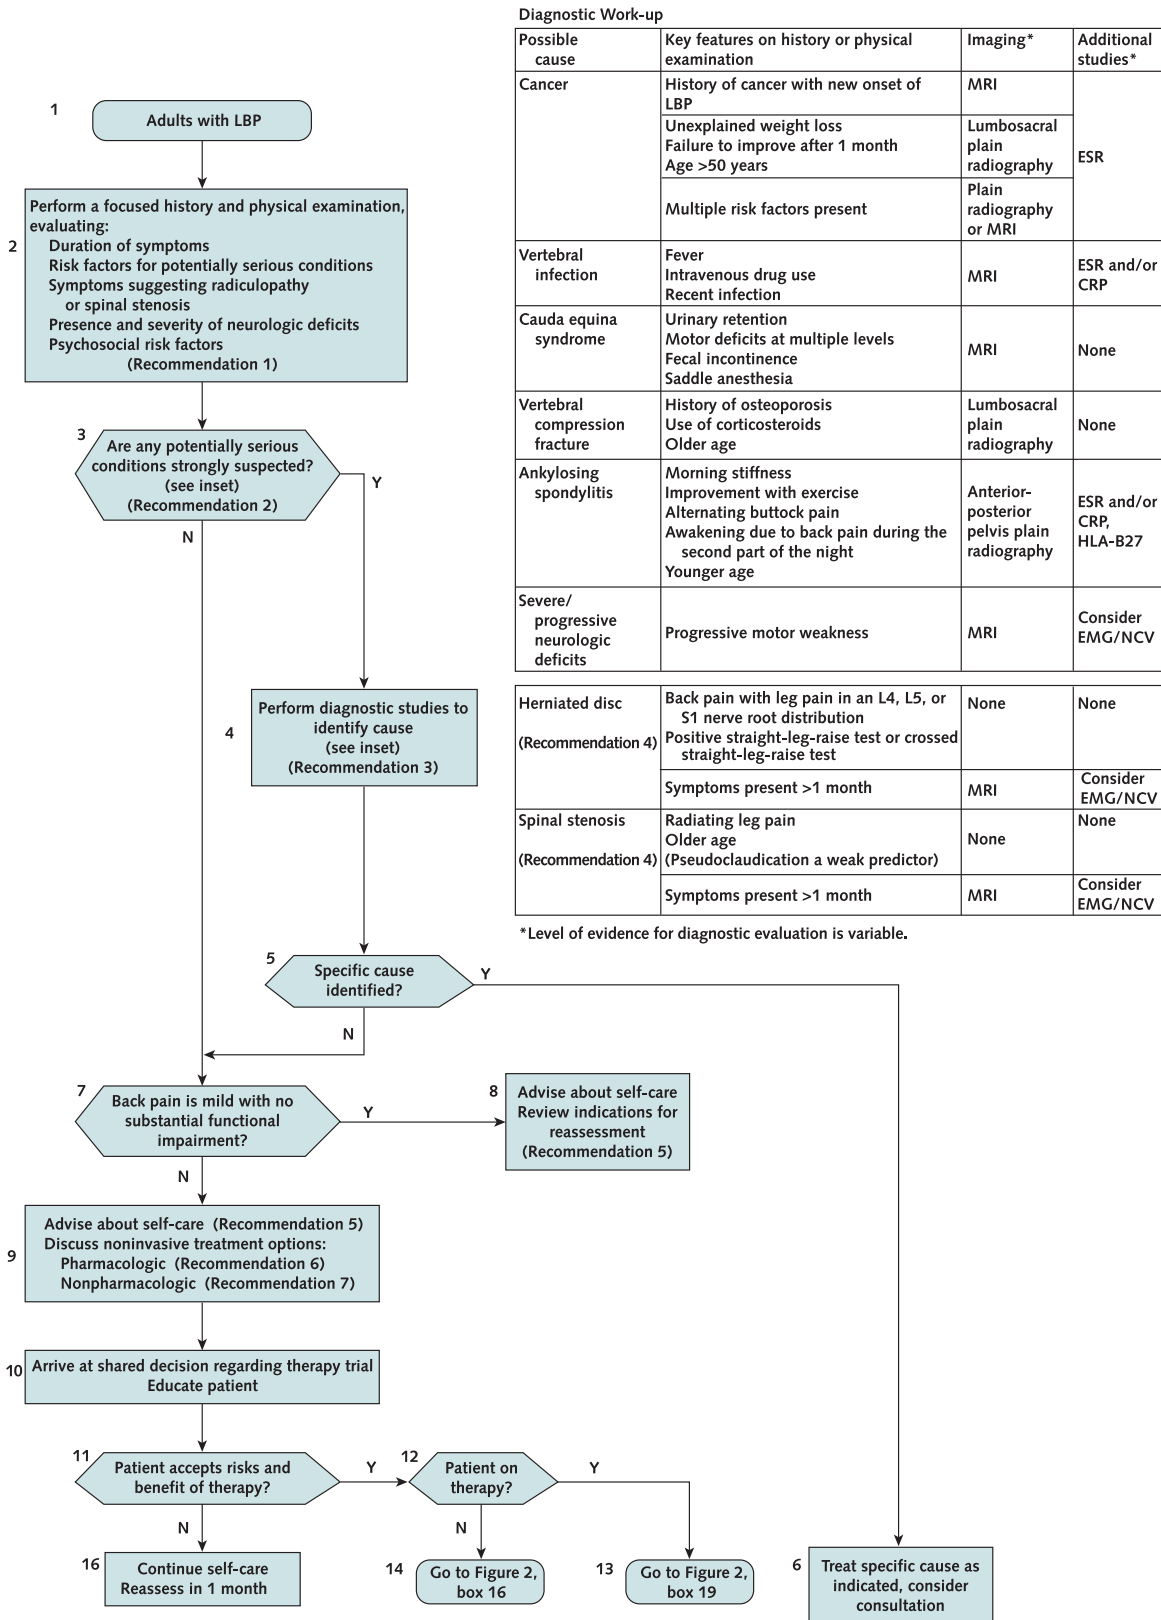 Diagnostic Work-up
Possible cause
Key features on history or physical examination
Imaging*
Additional studies*
Cancer
History of cancer with new onset of LBP
MRI
Unexplained weight loss
Failure to improve after 1 month
Age >50 years
Lumbosacral plain radiography
Multiple risk factors present
Plain radiography or MRI
ESR
Vertebral infection
Fever
Intravenous drug use
Recent infection
MRI
ESR and/or CRP
Cauda equina syndrome
Urinary retention
Motor deficits at multiple levels
Fecal incontinence
Saddle anesthesia
MRI
None
Vertebral compression fracture
History of osteoporosis
Use of corticosteroids
Older age
Lumbosacral plain radiography
None
Ankylosing spondylitis
Morning stiffness
Improvement with exercise
Alternating buttock pain
Awakening due to back pain during the
second part of the night
Younger age
Anterior-posterior pelvis plain radiography
ESR and/or CRP, HLA-B27
Severe/ progressive neurologic deficits
Progressive motor weakness
MRI
Consider EMG/NCV
Herniated disc
(Recommendation 4)
Back pain with leg pain in an L4, L5, or
S1 nerve root distribution
Positive straight-leg-raise test or crossed
straight-leg-raise test
None
None
Symptoms present >1 month
MRI
Consider EMG/NCV
Spinal stenosis
(Recommendation 4)
Radiating leg pain
Older age
(Pseudoclaudication a weak predictor)
None
None
Symptoms present >1 month
MRI
Consider EMG/NCV
*Level of evidence for diagnostic evaluation is variable.
1
Adults with LBP
2
Perform a focused history and physical examination,
evaluating:
Duration of symptoms
Risk factors for potentially serious conditions
Symptoms suggesting radiculopathy
or spinal stenosis
Presence and severity of neurologic deficits
Psychosocial risk factors
(Recommendation 1)
3
Are any potentially serious
conditions strongly suspected?
(see inset)
(Recommendation 2)
Y
N
4
Perform diagnostic studies to
identify cause
(see inset)
(Recommendation 3)
5
Specific cause
identified?
Y
N
7
Back pain is mild with no
substantial functional
impairment?
Y
N
8
Advise about self-care
Review indications for
reassessment
(Recommendation 5)
9
Advise about self-care (Recommendation 5)
Discuss noninvasive treatment options:
Pharmacologic (Recommendation 6)
Nonpharmacologic (Recommendation 7)
10
Arrive at shared decision regarding therapy trial
Educate patient
11
Patient accepts risks and
benefit of therapy?
Y
N
12
Patient on
therapy?
Y
N
16
Continue self-care
Reassess in 1 month
14
Go to Figure 2,
box 16
13
Go to Figure 2,
box 19
6
Treat specific cause as
indicated, consider
consultation